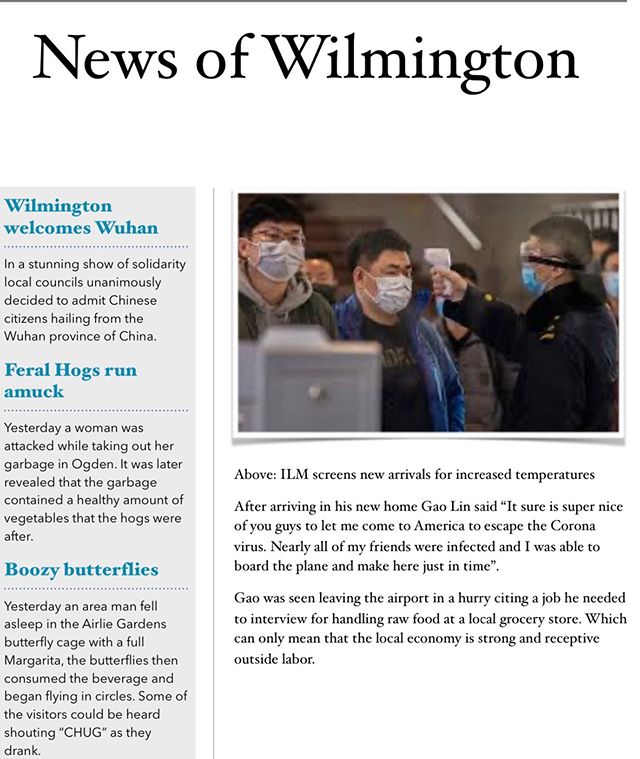 News of Wilmington
Wilmington
welcomes Wuhan
In a stunning show of solidarity
local councils unanimously
decided to admit Chinese
citizens hailing from the
Wuhan province of China.
Feral Hogs run
amuck
Yesterday a woman was
attacked while taking out her
garbage in Ogden. It was later
revealed that the garbage
contained a healthy amount of
vegetables that the hogs were
after.
Boozy butterflies
Yesterday an area man fell
asleep in the Airlie Gardens
butterfly cage with a full
Margarita, the butterflies then
consumed the beverage and
began flying in circles. Some of
the visitors could be heard
shouting “CHUG” as they
drank.
Above: ILM screens new arrivals for increased temperatures
After arriving in his new home Gao Lin said “It sure is super nice
of you guys to let me come to America to escape the Corona
virus. Nearly all of my friends were infected and I was able to
board the plane and make here just in time”.
Gao was seen leaving the airport in a hurry citing a job he needed
to interview for handling raw food at a local grocery store. Which
can only mean that the local economy is strong and receptive
outside labor.